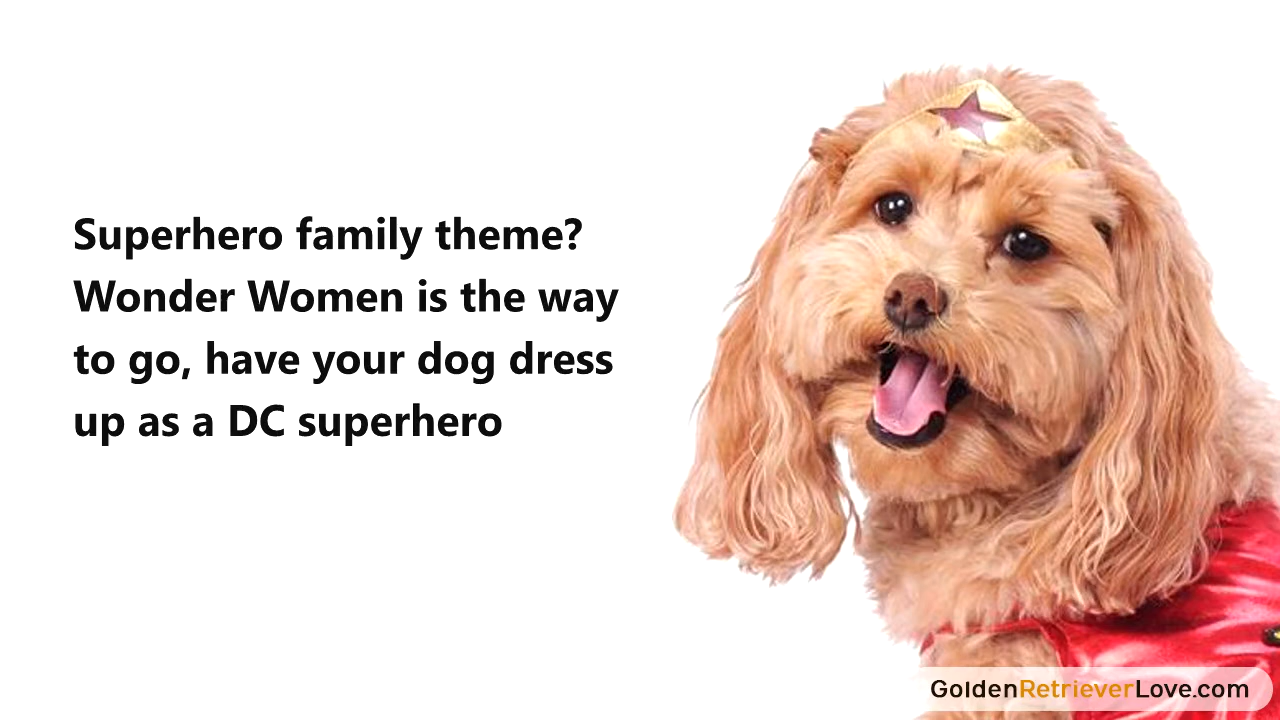 Superhero family theme?
Wonder Women is the way
to go, have your dog dress
up as a DC superhero
GoldenRetrieverLove.com